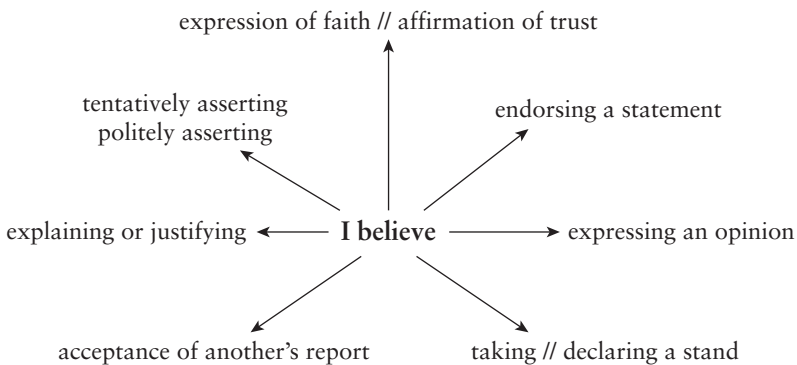 expression of faith // affirmation of trust
tentatively asserting
politely asserting
endorsing a statement
explaining or justifying
I believe
expressing an opinion
acceptance of another’s report
taking // declaring a stand